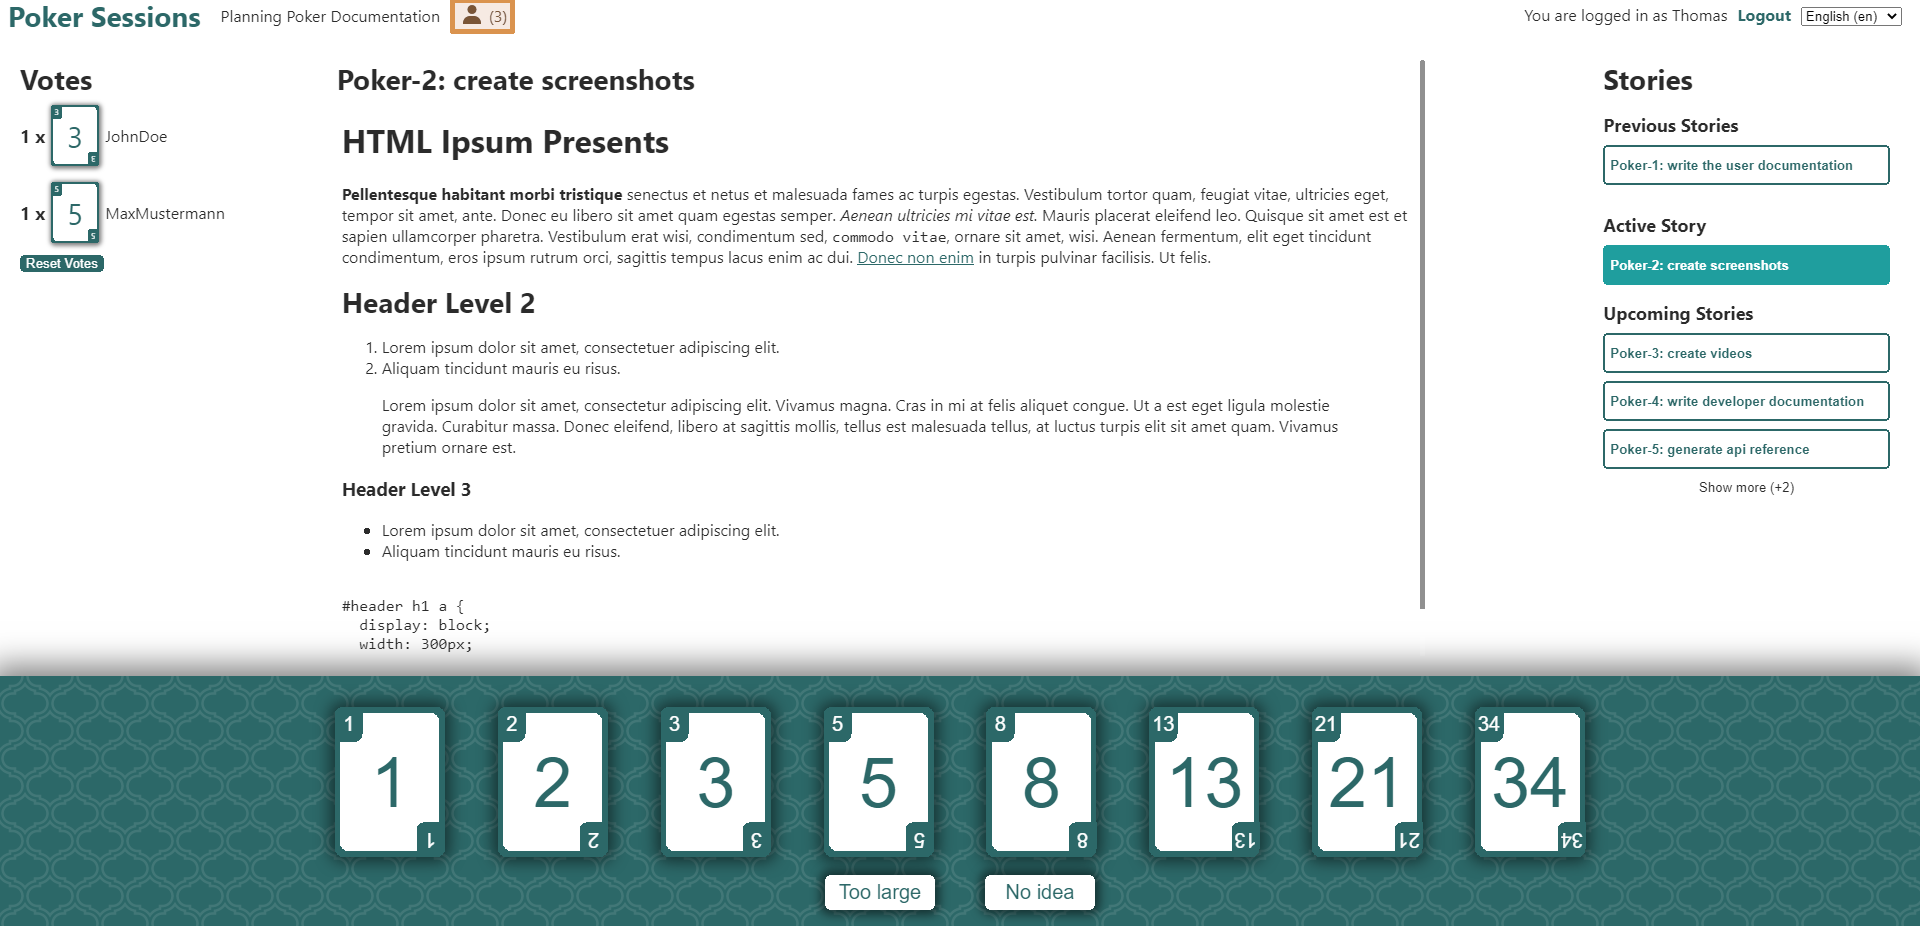 Poker Sessions Planning Poker Documentation (3) You are logged in as Thomas Logout English (en)
Votes
3
1 x 3 JohnDoe
3
5
1 x 5 MaxMustermann
5
Reset Votes
Poker-2: create screenshots
HTML Ipsum Presents
Pellentesque habitant morbi tristique senectus et netus et malesuada fames ac turpis egestas. Vestibulum tortor quam, feugiat vitae, ultricies eget,
tempor sit amet, ante. Donec eu libero sit amet quam egestas semper. Aenean ultricies mi vitae est. Mauris placerat eleifend leo. Quisque sit amet est et
sapien ullamcorper pharetra. Vestibulum erat wisi, condimentum sed, commodo vitae, ornare sit amet, wisi. Aenean fermentum, elit eget tincidunt
condimentum, eros ipsum rutrum orci, sagittis tempus lacus enim ac dui. Donec non enim in turpis pulvinar facilisis. Ut felis.
Header Level 2
1. Lorem ipsum dolor sit amet, consectetuer adipiscing elit.
2. Aliquam tincidunt mauris eu risus.
Lorem ipsum dolor sit amet, consectetur adipiscing elit. Vivamus magna. Cras in mi at felis aliquet congue. Ut a est eget ligula molestie
gravida. Curabitur massa. Donec eleifend, libero at sagittis mollis, tellus est malesuada tellus, at luctus turpis elit sit amet quam. Vivamus
pretium ornare est.
Header Level 3
• Lorem ipsum dolor sit amet, consectetuer adipiscing elit.
• Aliquam tincidunt mauris eu risus.
#header h1 a {
display: block;
width: 300px;
Stories
Previous Stories
Poker-1: write the user documentation
Active Story
Poker-2: create screenshots
Upcoming Stories
Poker-3: create videos
Poker-4: write developer documentation
Poker-5: generate api reference
Show more (+2)
1 2 3 5 8 13 21 34
1 2 3 5 8 13 21 34
1 2 3 5 8 13 21 34
Too large No idea